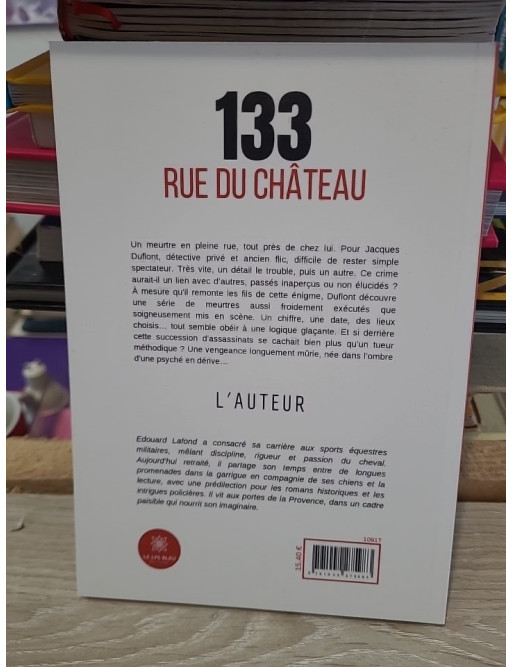 133
RUE DU CHÂTEAU
Un meurtre en pleine rue, tout près de chez lui. Pour Jacques
Duflont, détective privé et ancien flic, difficile de rester simple
spectateur. Très vite, un détail le trouble, puis un autre. Ce crime
aurait-il un lien avec d'autres, passés inaperçus ou non élucidés ?
À mesure qu'il remonte les fils de cette énigme, Duflont découvre
une série de meurtres aussi froidement exécutés que
soigneusement mis en scène. Un chiffre, une date, des lieux
choisis… tout semble obéir à une logique glaçante. Et si derrière
cette succession d'assassinats se cachait bien plus qu'un tueur
méthodique ? Une vengeance longuement mûrie, née dans l'ombre
d'une psyché en dérive…
L'AUTEUR
Edouard Lafond a consacré sa carrière aux sports équestres
militaires, mêlant discipline, rigueur et passion du cheval.
Aujourd'hui retraité, il partage son temps entre de longues
promenades dans la garrigue en compagnie de ses chiens et la
lecture, avec une prédilection pour les romans historiques et les
intrigues policières. Il vit aux portes de la Provence, dans un cadre
paisible qui nourrit son imaginaire.
LE LYS BLEU
15,40 €
10917